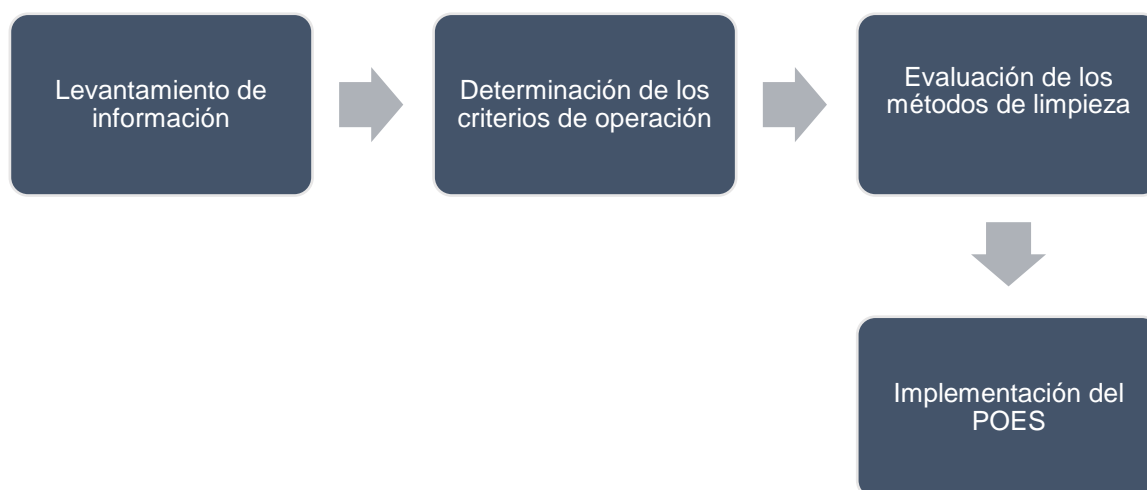 Levantamiento de
información
Determinación de los
criterios de operación
Evaluación de los
métodos de limpieza
Implementación del
POES